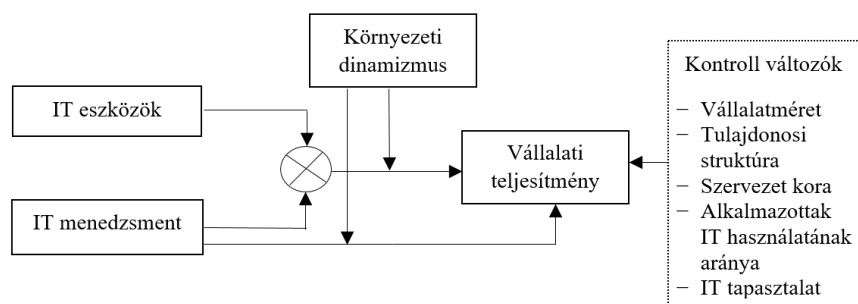 Környezeti
dinamizmus
IT eszközök
IT menedzsment
Vállalati
teljesítmény
Kontroll változók
– Vállalatméret
– Tulajdonosi
struktúra
– Szervezet kora
– Alkalmazottak
IT használatának
aránya
– IT tapasztalat